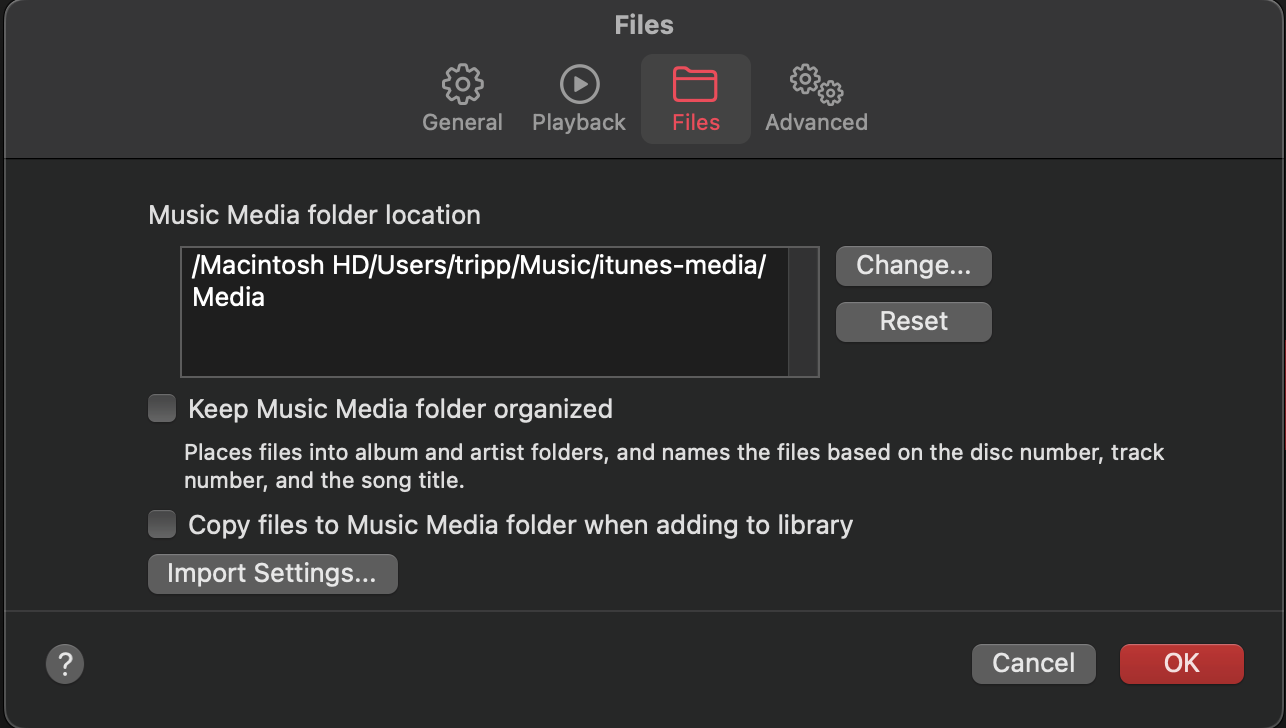 Files
General Playback Files Advanced
Music Media folder location
/Macintosh HD/Users/tripp/Music/itunes-media/
Media
Change...
Reset
Keep Music Media folder organized
Places files into album and artist folders, and names the files based on the disc number, track
number, and the song title.
Copy files to Music Media folder when adding to library
Import Settings...
?
Cancel
OK